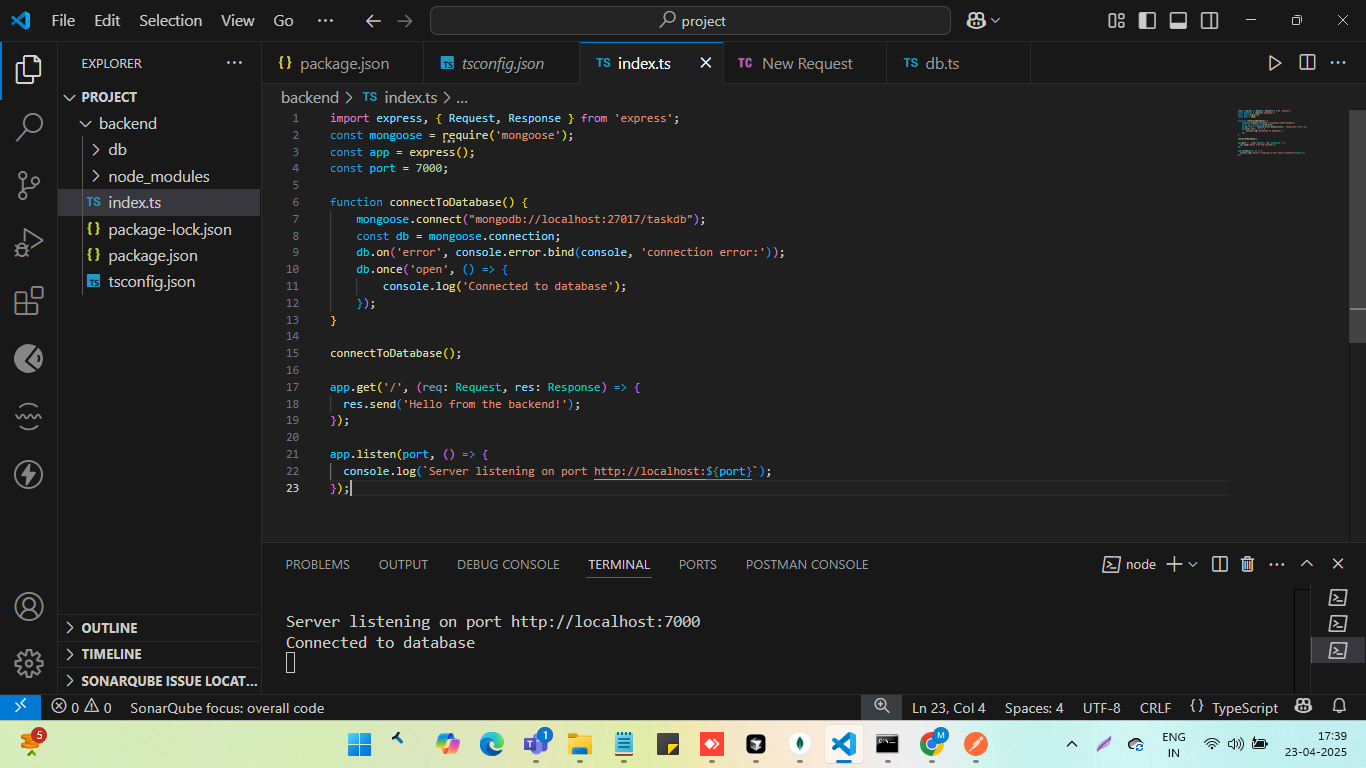 File Edit Selection View Go ··· project
EXPLORER ···
PROJECT
backend
db
node_modules
TS index.ts
{} package-lock.json
{} package.json
TS tsconfig.json
OUTLINE
TIMELINE
SONARQUBE ISSUE LOCAT...
{} package.json TS tsconfig.json TS index.ts TC New Request TS db.ts
backend > TS index.ts > ...
1 import express, { Request, Response } from 'express';
2 const mongoose = require('mongoose');
3 const app = express();
4 const port = 7000;
5
6 function connectToDatabase() {
7 mongoose.connect("mongodb://localhost:27017/taskdb");
8 const db = mongoose.connection;
9 db.on('error', console.error.bind(console, 'connection error:'));
10 db.once('open', () => {
11 console.log('Connected to database');
12 });
13 }
14
15 connectToDatabase();
16
17 app.get('/', (req: Request, res: Response) => {
18 res.send('Hello from the backend!');
19 });
20
21 app.listen(port, () => {
22 console.log(`Server listening on port http://localhost:${port}`);
23 });
PROBLEMS OUTPUT DEBUG CONSOLE TERMINAL PORTS POSTMAN CONSOLE node
Server listening on port http://localhost:7000
Connected to database
0 0 SonarQube focus: overall code Ln 23, Col 4 Spaces: 4 UTF-8 CRLF {} TypeScript
5 1 M ENG
IN 17:39
23-04-2025